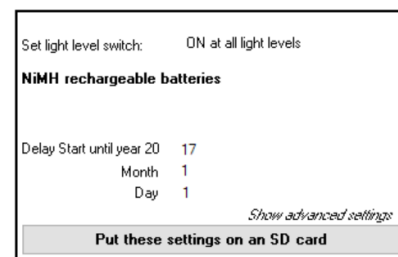 Set light level switch: ON at all light levels
NiMH rechargeable batteries
Delay Start until year 20 17
Month 1
Day 1
Show advanced settings
Put these settings on an SD card